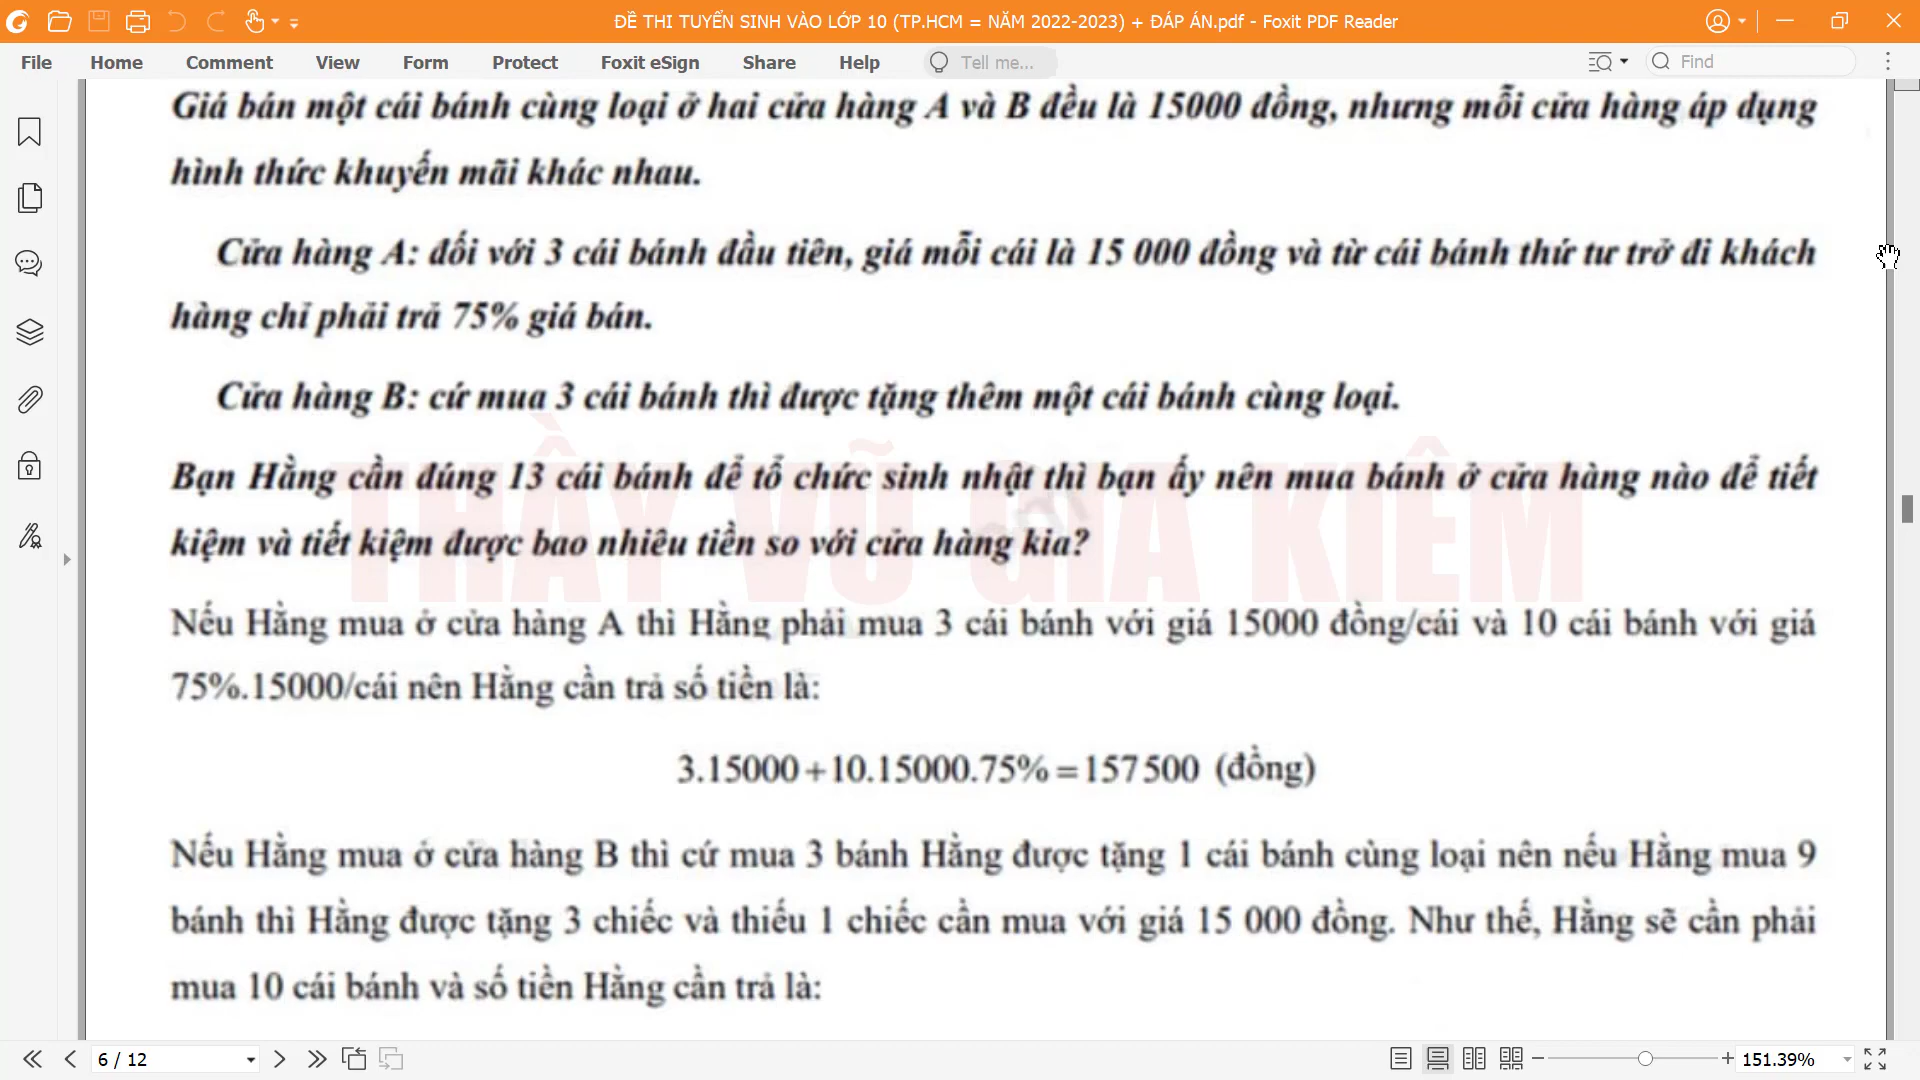 ĐỀ THI TUYỂN SINH VÀO LỚP 10 (TP.HCM = NĂM 2022-2023) + ĐÁP ÁN.pdf - Foxit PDF Reader
File Home Comment View Form Protect Foxit eSign Share Help Tell me... Find
Giá bán một cái bánh cùng loại ở hai cửa hàng A và B đều là 15000 đồng, nhưng mỗi cửa hàng áp dụng
hình thức khuyến mãi khác nhau.
Cửa hàng A: đối với 3 cái bánh đầu tiên, giá mỗi cái là 15 000 đồng và từ cái bánh thứ tư trở đi khách
hàng chỉ phải trả 75% giá bán.
Cửa hàng B: cứ mua 3 cái bánh thì được tặng thêm một cái bánh cùng loại.
Bạn Hằng cần đúng 13 cái bánh để tổ chức sinh nhật thì bạn ấy nên mua bánh ở cửa hàng nào để tiết
kiệm và tiết kiệm được bao nhiêu tiền so với cửa hàng kia?
THẦY VŨ GIA KIÊM
Nếu Hằng mua ở cửa hàng A thì Hằng phải mua 3 cái bánh với giá 15000 đồng/cái và 10 cái bánh với giá
75%.15000/cái nên Hằng cần trả số tiền là:
3.15000+10.15000.75% = 157500 (đồng)
Nếu Hằng mua ở cửa hàng B thì cứ mua 3 bánh Hằng được tặng 1 cái bánh cùng loại nên nếu Hằng mua 9
bánh thì Hằng được tặng 3 chiếc và thiếu 1 chiếc cần mua với giá 15 000 đồng. Như thế, Hằng sẽ cần phải
mua 10 cái bánh và số tiền Hằng cần trả là:
6 / 12 151.39%